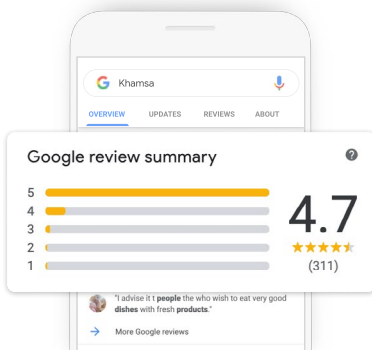 Khamsa
OVERVIEW UPDATES REVIEWS ABOUT
Google review summary
5
4
3
2
1
4.7
(311)
"I advise it t people the who wish to eat very good
dishes with fresh products."
More Google reviews